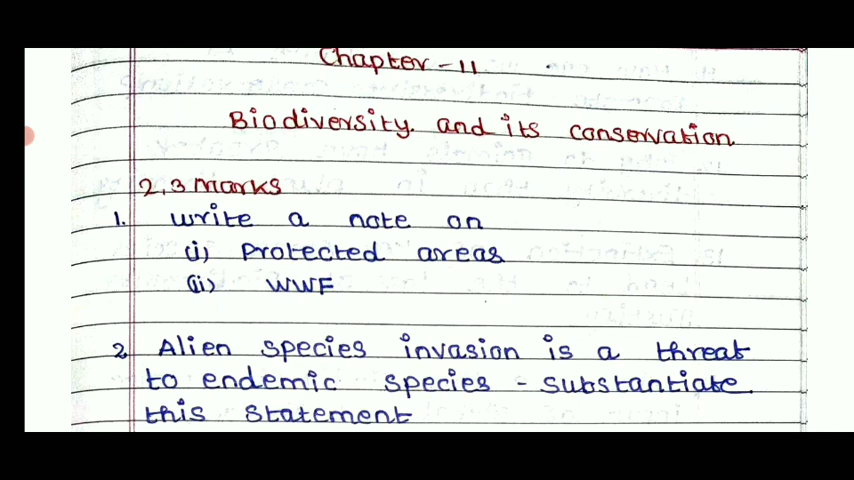 Chapter - 11
Biodiversity and its conservation
2,3 Marks
1. Write a note on
(i) Protected areas
(ii) WWF
2 Alien species invasion is a threat
to endemic species - substantiate
this statement